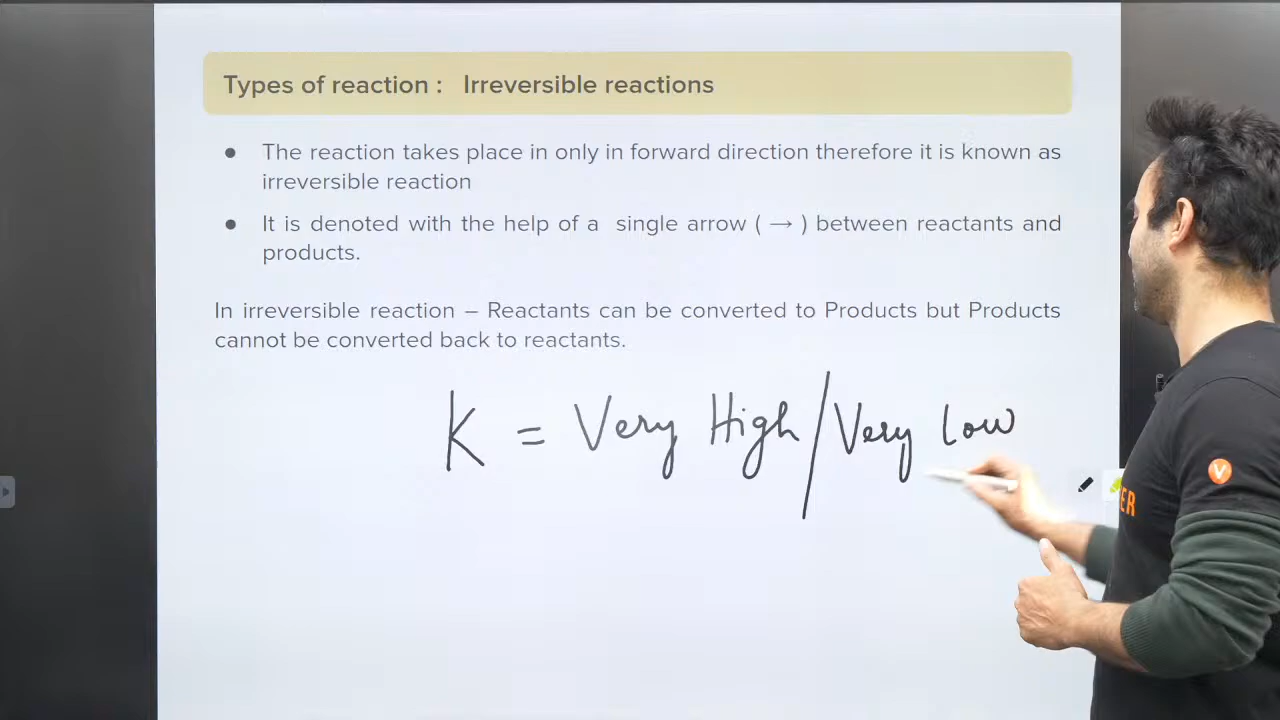 Types of reaction : Irreversible reactions
● The reaction takes place in only in forward direction therefore it is known as
irreversible reaction
● It is denoted with the help of a single arrow ( → ) between reactants and
products.
In irreversible reaction – Reactants can be converted to Products but Products
cannot be converted back to reactants.
K = Very High / Very Low
ER
V